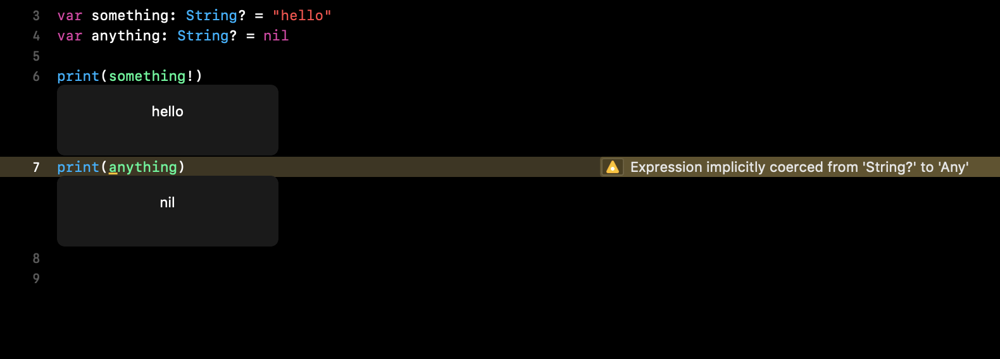 3 var something: String? = "hello"
4 var anything: String? = nil
5
6 print(something!)
hello
7 print(anything) Expression implicitly coerced from 'String?' to 'Any'
nil
8
9